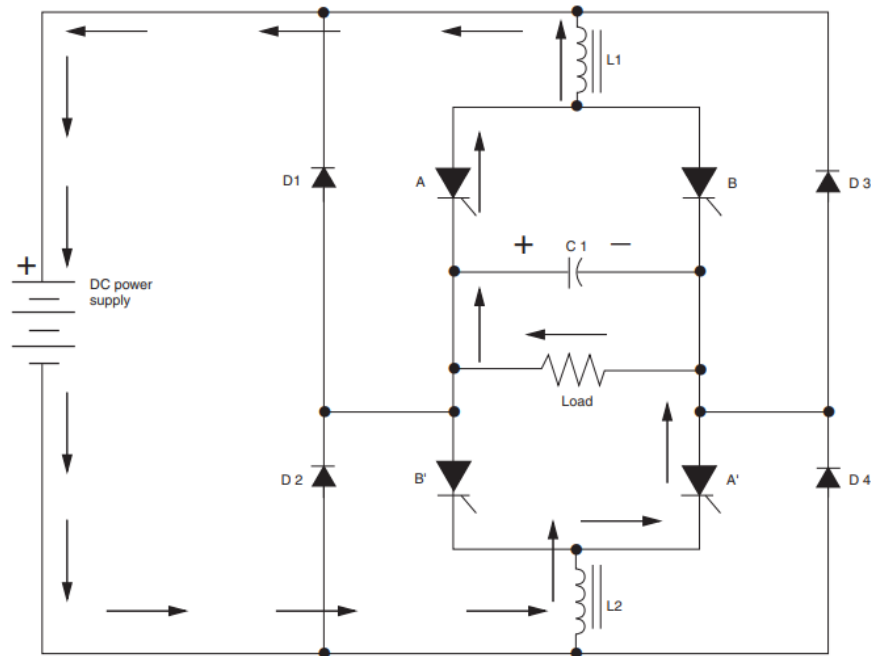 L1
D1
A
B
D 3
+
C 1
−
+
DC power
supply
Load
D 2
B'
A'
D 4
L2